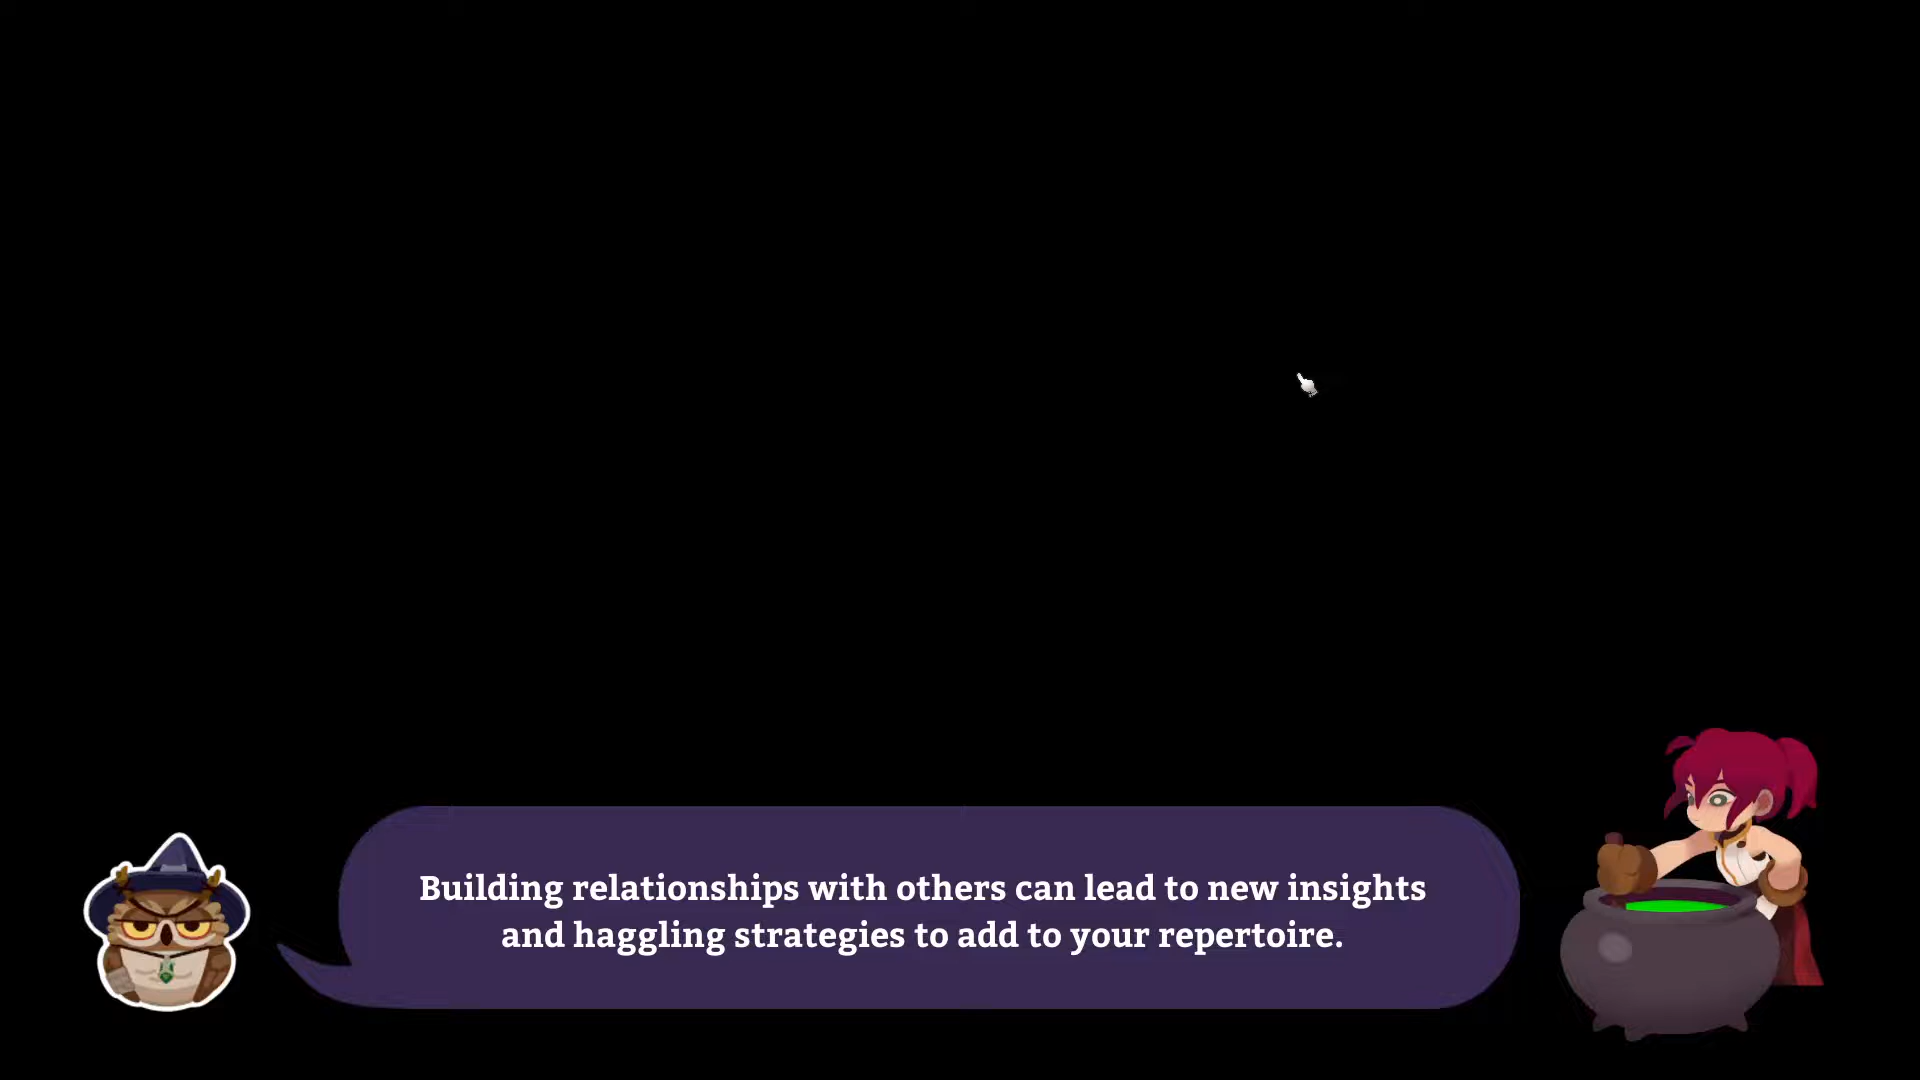 Building relationships with others can lead to new insights
and haggling strategies to add to your repertoire.